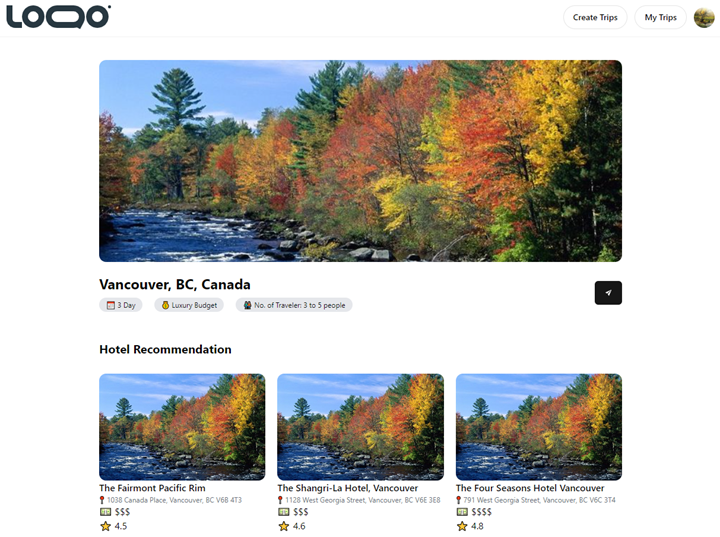 LOQO
Create Trips
My Trips
Vancouver, BC, Canada
3 Day
Luxury Budget
No. of Traveler: 3 to 5 people
Hotel Recommendation
The Fairmont Pacific Rim
1038 Canada Place, Vancouver, BC V6B 4T3
$$$
4.5
The Shangri-La Hotel, Vancouver
1128 West Georgia Street, Vancouver, BC V6E 3E8
$$$
4.6
The Four Seasons Hotel Vancouver
791 West Georgia Street, Vancouver, BC V6C 3T4
$$$$
4.8